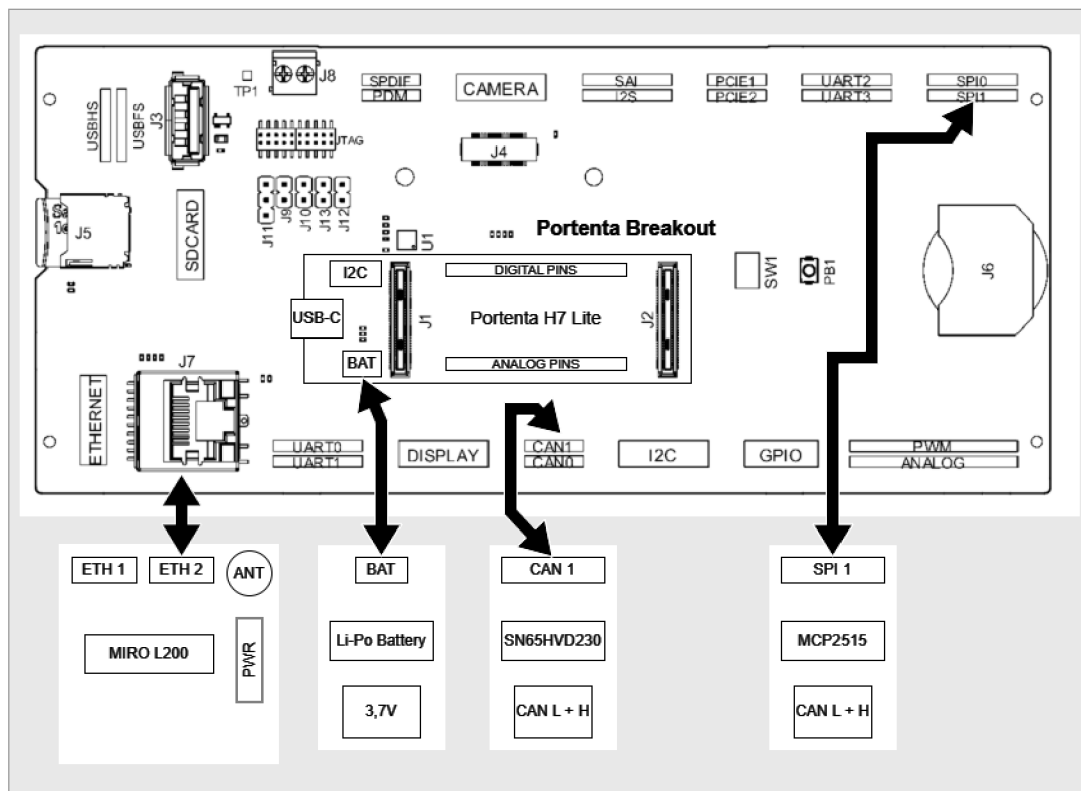 J8
TP1
SPDIF
PDM
CAMERA
SAI
I2S
PCIE1
PCIE2
UART2
UART3
SPI0
SPI1
USBHS
USBFS
J3
JTAG
J4
J11
J9
J10
J13
J12
J5
SDCARD
U1
Portenta Breakout
I2C
DIGITAL PINS
USB-C
J1
Portenta H7 Lite
J2
SW1
PB1
J6
BAT
ANALOG PINS
J7
ETHERNET
UART0
UART1
DISPLAY
CAN1
CAN0
I2C
GPIO
PWM
ANALOG
ETH 1
ETH 2
ANT
BAT
CAN 1
SPI 1
MIRO L200
PWR
Li-Po Battery
SN65HVD230
MCP2515
3,7V
CAN L + H
CAN L + H